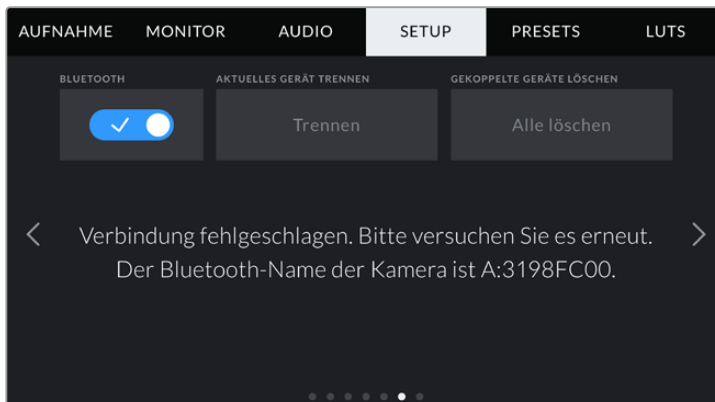 AUFNAHME MONITOR AUDIO SETUP PRESETS LUTS
BLUETOOTH AKTUELLES GERÄT TRENNEN GEKOPPELTE GERÄTE LÖSCHEN
Trennen Alle löschen
Verbindung fehlgeschlagen. Bitte versuchen Sie es erneut.
Der Bluetooth-Name der Kamera ist A:3198FC00.